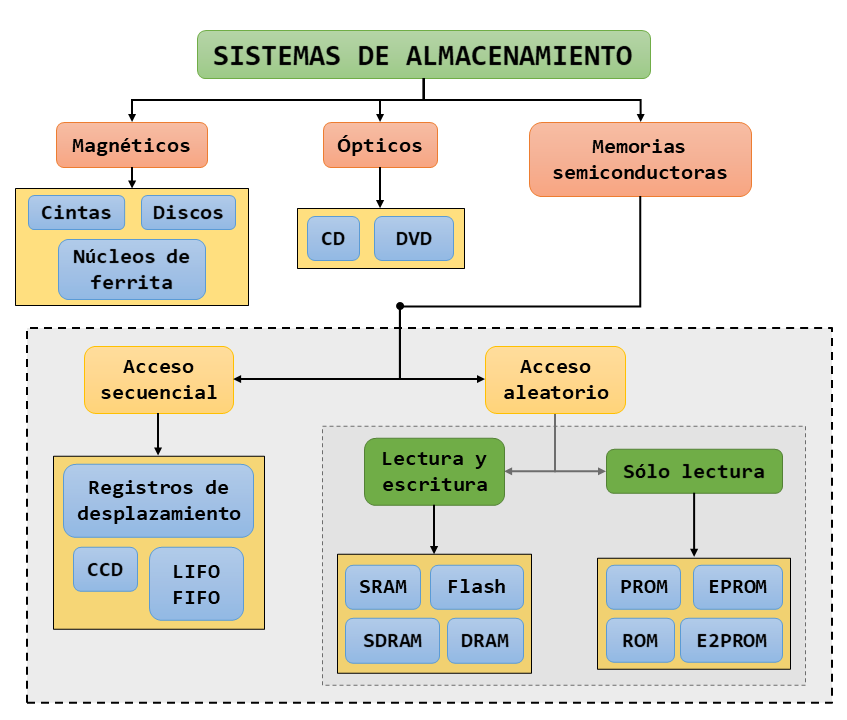 SISTEMAS DE ALMACENAMIENTO
Magnéticos
Ópticos
Memorias
semiconductoras
Cintas
Discos
Núcleos de
ferrita
CD
DVD
Acceso
secuencial
Acceso
aleatorio
Registros de
desplazamiento
CCD
LIFO
FIFO
Lectura y
escritura
Sólo lectura
SRAM
Flash
SDRAM
DRAM
PROM
EPROM
ROM
E2PROM